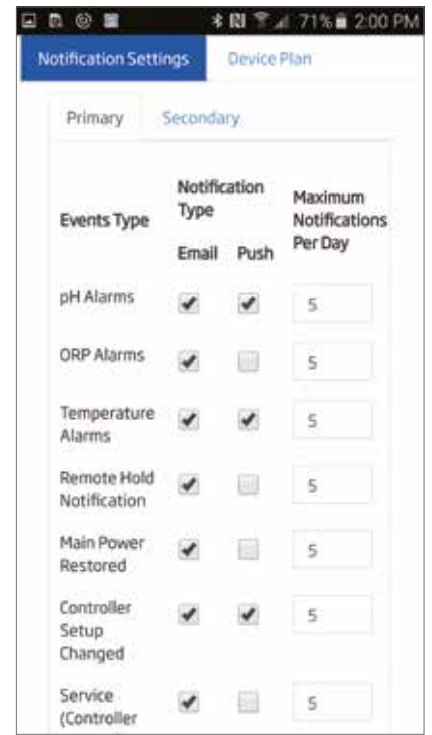 71% 2:00 PM
Notification Settings Device Plan
Primary Secondary
Notification
Type
Maximum
Notifications
Per Day
Events Type
Email Push
pH Alarms 5
ORP Alarms 5
Temperature
Alarms 5
Remote Hold
Notification 5
Main Power
Restored 5
Controller
Setup 5
Changed
Service
(Controller 5